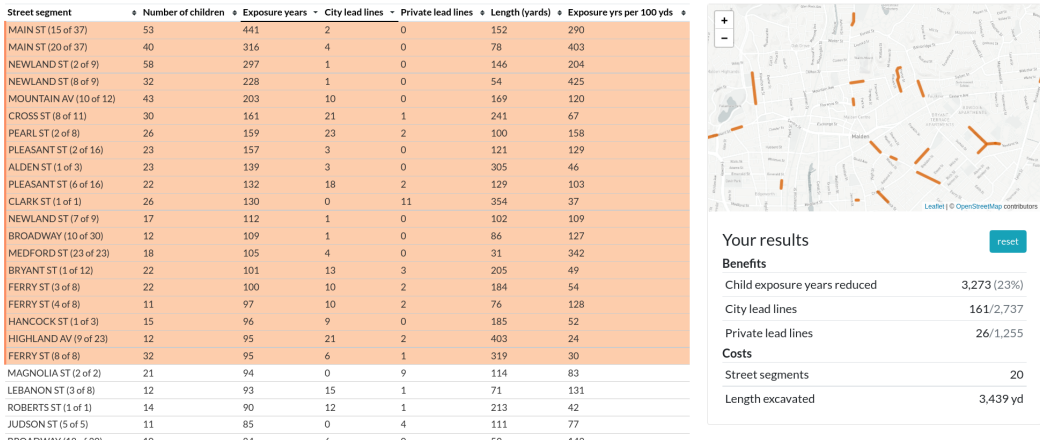 Street segment Number of children Exposure years City lead lines Private lead lines Length (yards) Exposure yrs per 100 yds
MAIN ST (15 of 37) 53 441 2 0 152 290
MAIN ST (20 of 37) 40 316 4 0 78 403
NEWLAND ST (2 of 9) 58 297 1 0 146 204
NEWLAND ST (8 of 9) 32 228 1 0 54 425
MOUNTAIN AV (10 of 12) 43 203 10 0 169 120
CROSS ST (8 of 11) 30 161 21 1 241 67
PEARL ST (2 of 8) 26 159 23 2 100 158
PLEASANT ST (2 of 16) 23 157 3 0 121 129
ALDEN ST (1 of 3) 23 139 3 0 305 46
PLEASANT ST (6 of 16) 22 132 18 2 129 103
CLARK ST (1 of 1) 26 130 0 11 354 37
NEWLAND ST (7 of 9) 17 112 1 0 102 109
BROADWAY (10 of 30) 12 109 1 0 86 127
MEDFORD ST (23 of 23) 18 105 4 0 31 342
BRYANT ST (1 of 12) 22 101 13 3 205 49
FERRY ST (3 of 8) 22 100 10 2 184 54
FERRY ST (4 of 8) 11 97 10 2 76 128
HANCOCK ST (1 of 3) 15 96 9 0 185 52
HIGHLAND AV (9 of 23) 12 95 21 2 403 24
FERRY ST (8 of 8) 32 95 6 1 319 30
MAGNOLIA ST (2 of 2) 21 94 0 9 114 83
LEBANON ST (3 of 8) 12 93 15 1 71 131
ROBERTS ST (1 of 1) 14 90 12 1 213 42
JUDSON ST (5 of 5) 11 85 0 4 111 77
+
−
Malden
Leaflet | © OpenStreetMap contributors
Your results
reset
Benefits
Child exposure years reduced 3,273 (23%)
City lead lines 161/2,737
Private lead lines 26/1,255
Costs
Street segments 20
Length excavated 3,439 yd